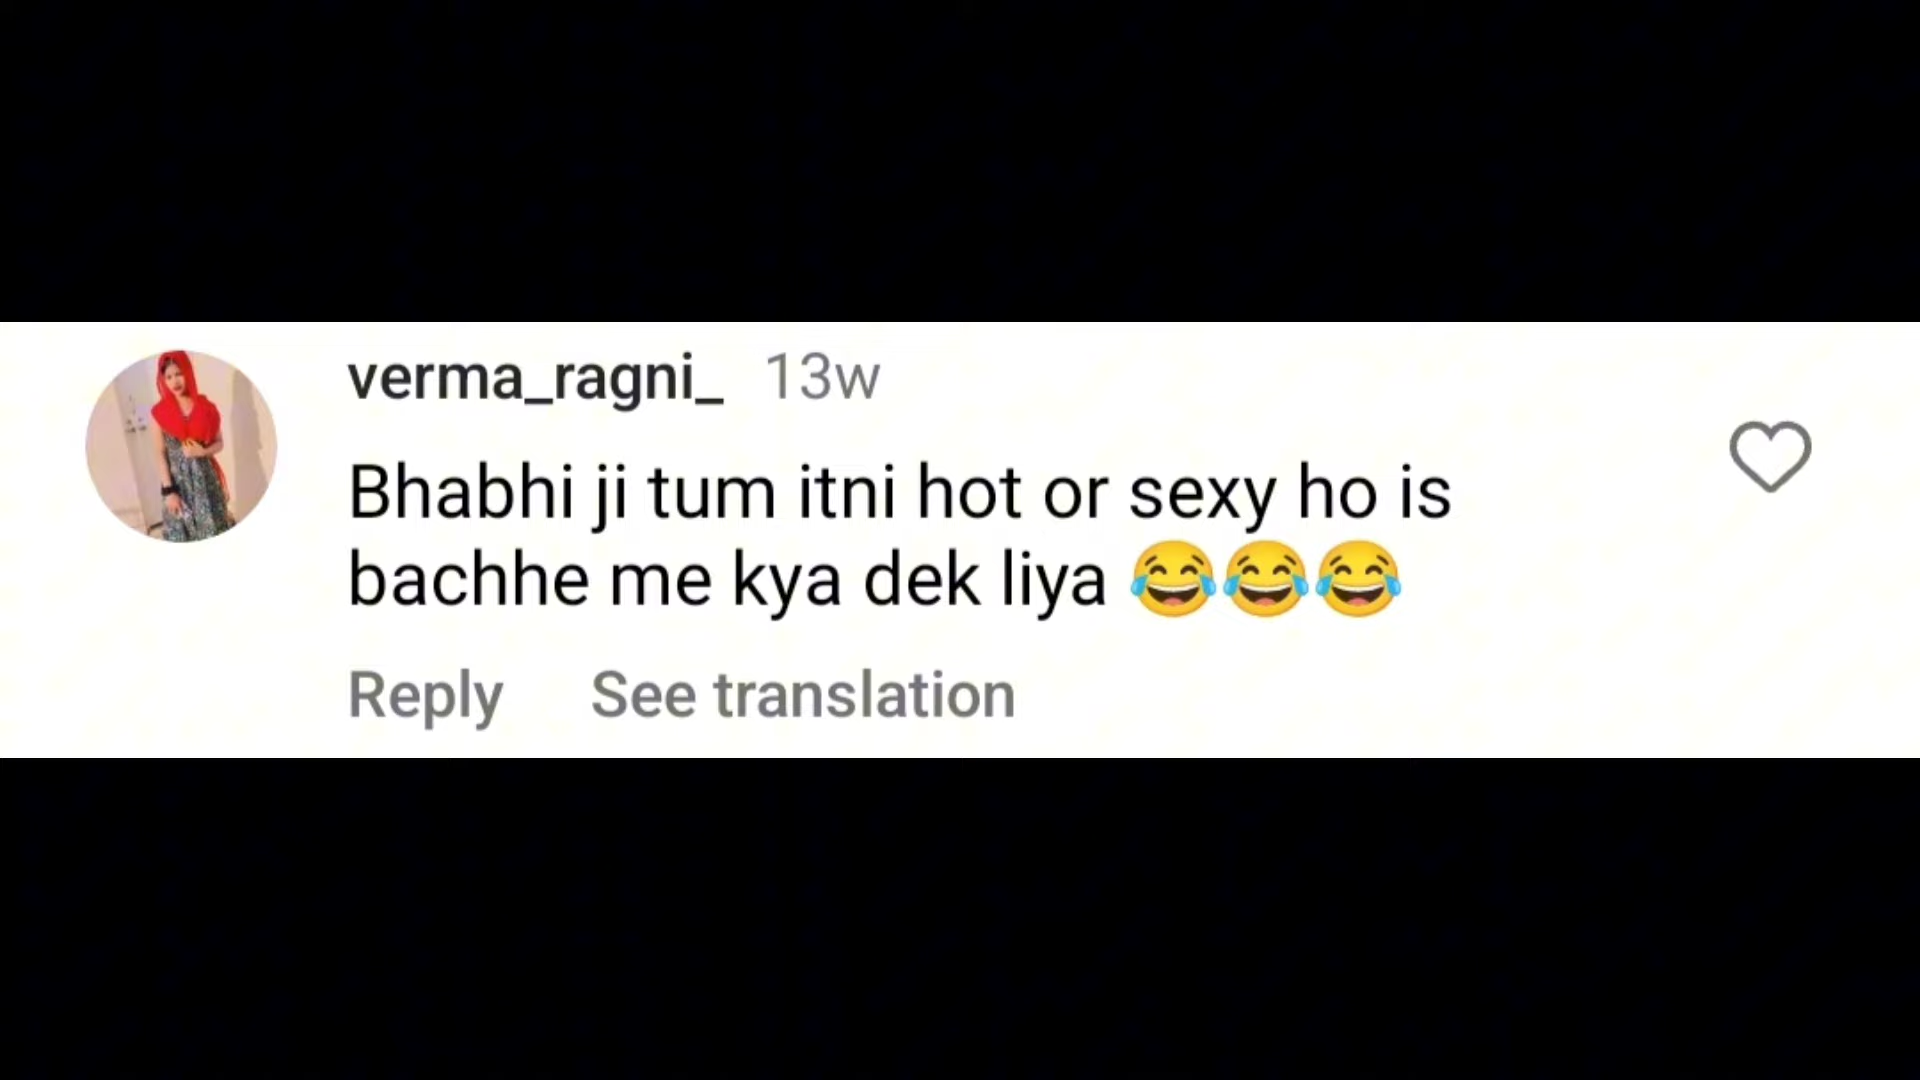 verma_ragni_ 13w
Bhabhi ji tum itni hot or sexy ho is
bachhe me kya dek liya 😂😂😂
Reply See translation